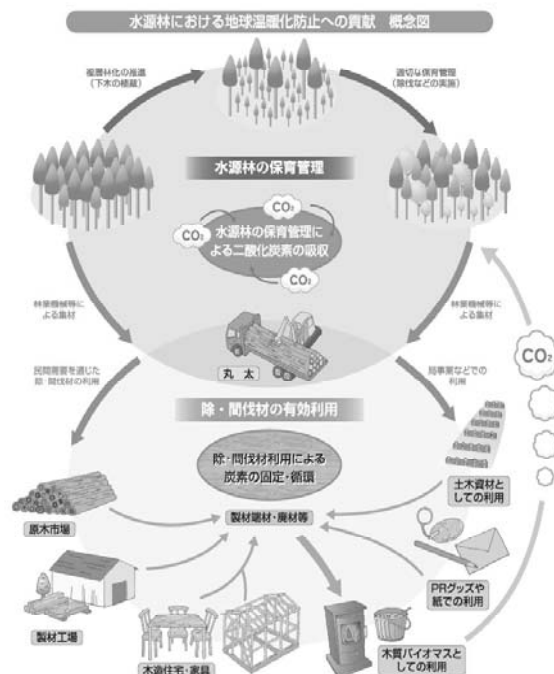 水源林における地球温暖化防止への貢献　概念図
複層林化の推進
（下木の植栽）
適切な保育管理
（除伐などの実施）
水源林の保育管理
CO₂
CO₂
水源林の保育管理に
よる二酸化炭素の吸収
CO₂
林業機械等
による集材
林業機械等
による集材
CO₂
丸　太
民間需要を通じた
除・間伐材の利用
局事業などでの
利用
除・間伐材の有効利用
除・間伐材利用による
炭素の固定・循環
土木資材と
しての利用
製材端材・廃材等
原木市場
PRグッズや
紙での利用
製材工場
木造住宅・家具
木質バイオマスと
しての利用